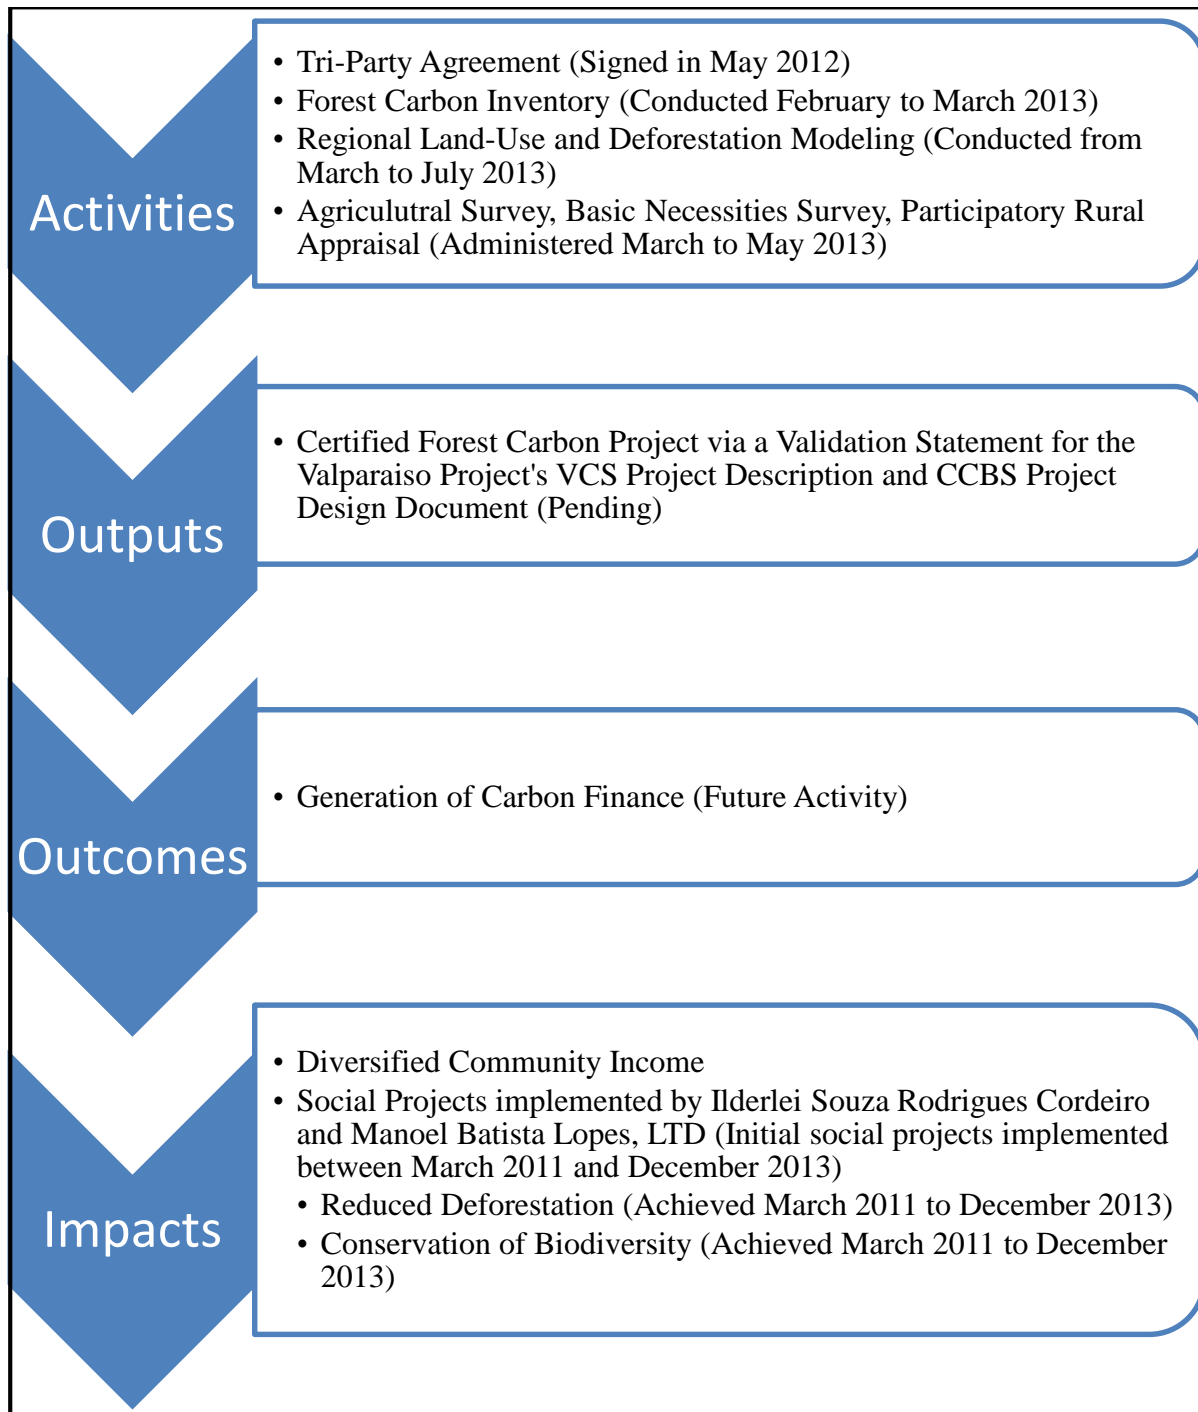 Activities
• Tri-Party Agreement (Signed in May 2012)
• Forest Carbon Inventory (Conducted February to March 2013)
• Regional Land-Use and Deforestation Modeling (Conducted from
March to July 2013)
• Agriculutral Survey, Basic Necessities Survey, Participatory Rural
Appraisal (Administered March to May 2013)
Outputs
• Certified Forest Carbon Project via a Validation Statement for the
Valparaiso Project's VCS Project Description and CCBS Project
Design Document (Pending)
Outcomes
• Generation of Carbon Finance (Future Activity)
Impacts
• Diversified Community Income
• Social Projects implemented by Ilderlei Souza Rodrigues Cordeiro
and Manoel Batista Lopes, LTD (Initial social projects implemented
between March 2011 and December 2013)
• Reduced Deforestation (Achieved March 2011 to December 2013)
• Conservation of Biodiversity (Achieved March 2011 to December
2013)